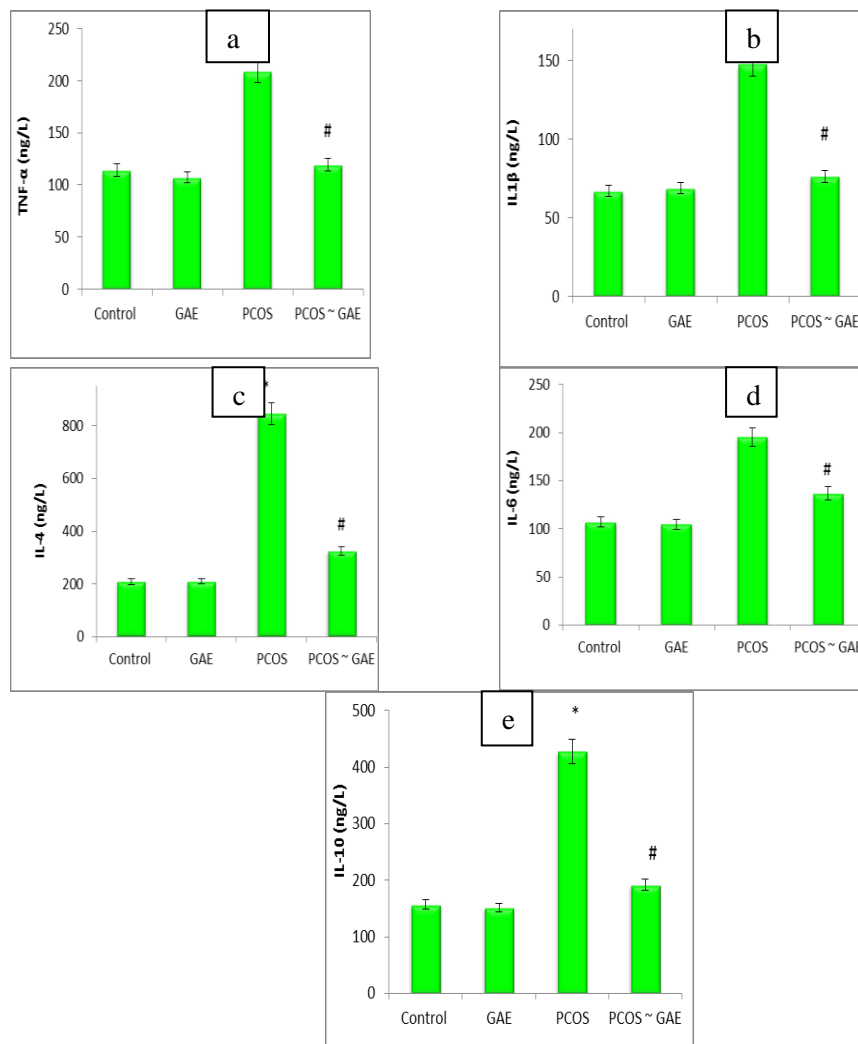 a
TNF-α (ng/L)
250
200
150
100
50
0
#
Control GAE PCOS PCOS ~ GAE
b
IL1β (ng/L)
150
100
50
0
#
Control GAE PCOS PCOS ~ GAE
c
IL-4 (ng/L)
800
600
400
200
0
*
#
Control GAE PCOS PCOS ~ GAE
d
IL-6 (ng/L)
250
200
150
100
50
0
#
Control GAE PCOS PCOS ~ GAE
e
IL-10 (ng/L)
500
400
300
200
100
0
*
#
Control GAE PCOS PCOS ~ GAE